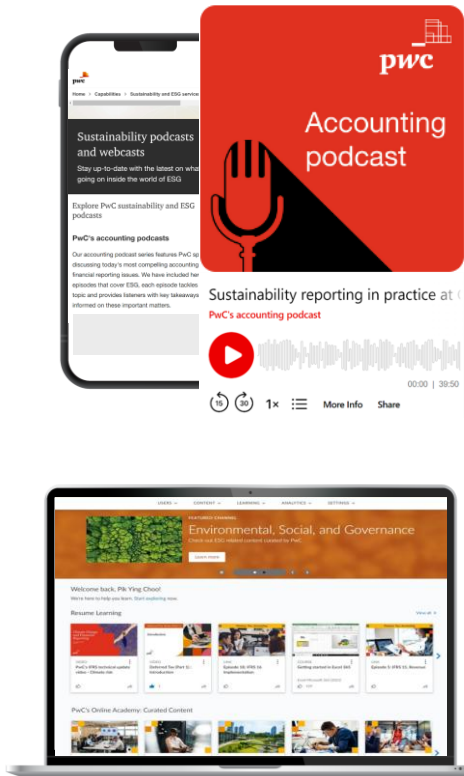 pwc
Home > Capabilities > Sustainability and ESG service
Sustainability podcasts
and webcasts
Stay up-to-date with the latest on wha
going on inside the world of ESG
Explore PwC sustainability and ESG
podcasts
PwC's accounting podcasts
Our accounting podcast series features PwC sp
discussing today's most compelling accounting
financial reporting issues. We have included her
episodes that cover ESG, each episode tackles
topic and provides listeners with key takeaways
informed on these important matters.
pwc
Accounting
podcast
Sustainability reporting in practice at
PwC's accounting podcast
00:00 | 39:50
15 30 1× More Info Share
USERS CONTENT LEARNING ANALYTICS SETTINGS
FEATURED CHANNEL
Environmental, Social, and Governance
Check out ESG related content curated by PwC
Learn more
Welcome back, Pik Ying Choo!
We're here to help you learn. Start exploring now.
Resume Learning
View all
VIDEO
PwC's IFRS technical update
video - Climate risk
VIDEO
Deferred Tax (Part 1):
Introduction
LINK
Episode 10: IFRS 16
Implementation
COURSE
Getting started in Excel 365
LINK
Episode 5: IFRS 15, Revenue
PwC's Online Academy: Curated Content